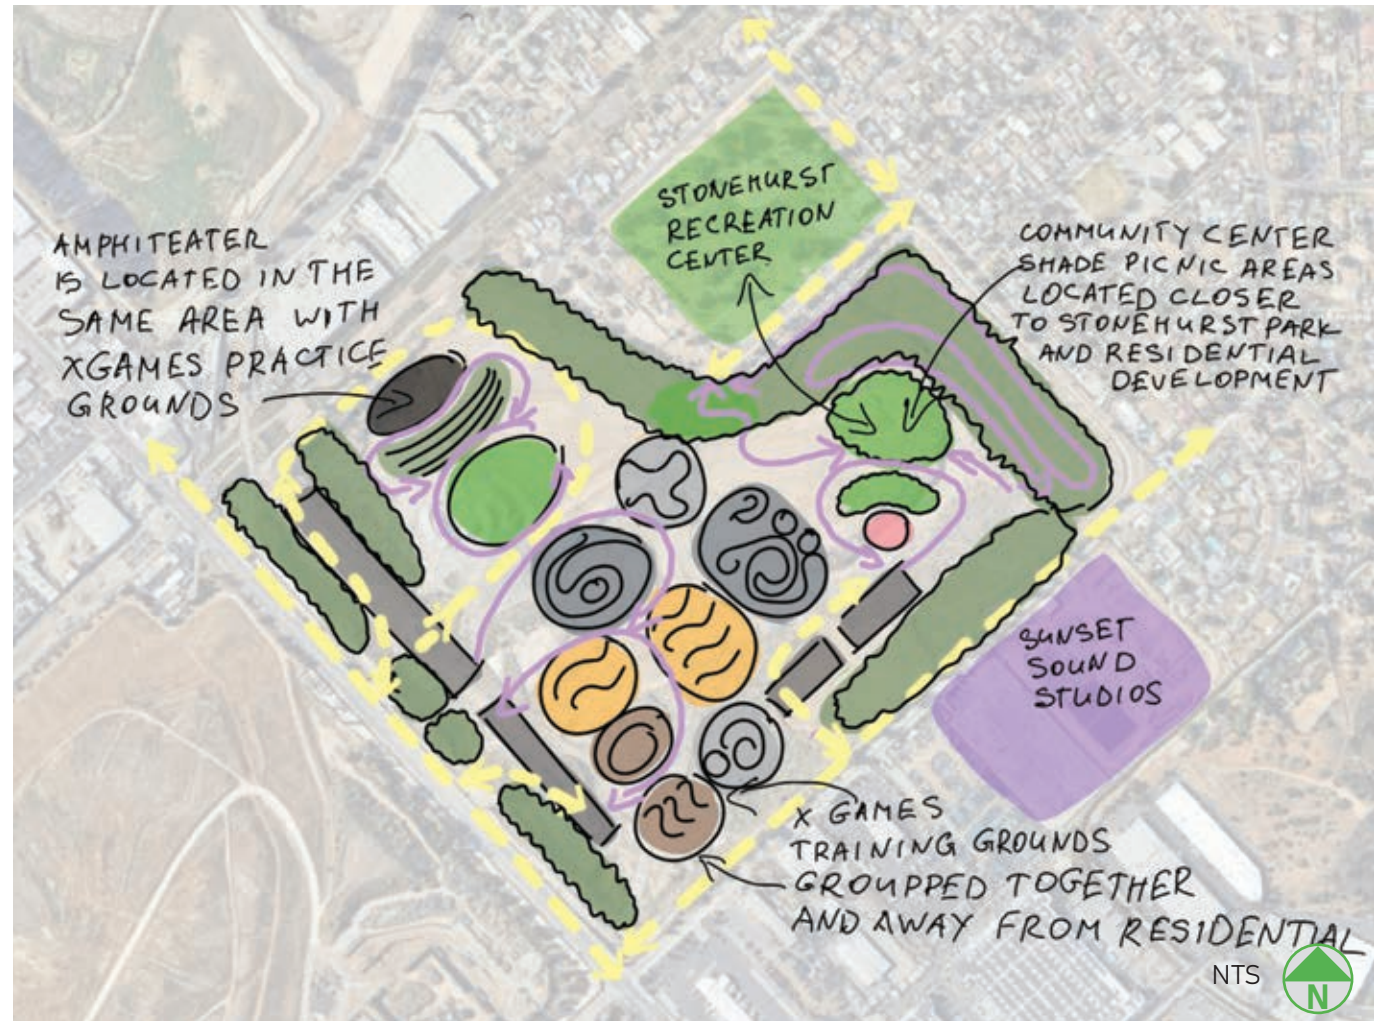 STONEHURST
RECREATION
CENTER
AMPHITEATER
IS LOCATED IN THE
SAME AREA WITH
XGAMES PRACTICE
GROUNDS
COMMUNITY CENTER
SHADE PICNIC AREAS
LOCATED CLOSER
TO STONEHURST PARK
AND RESIDENTIAL
DEVELOPMENT
SUNSET
SOUND
STUDIOS
X GAMES
TRAINING GROUNDS
GROUPPED TOGETHER
AND AWAY FROM RESIDENTIAL
NTS
N